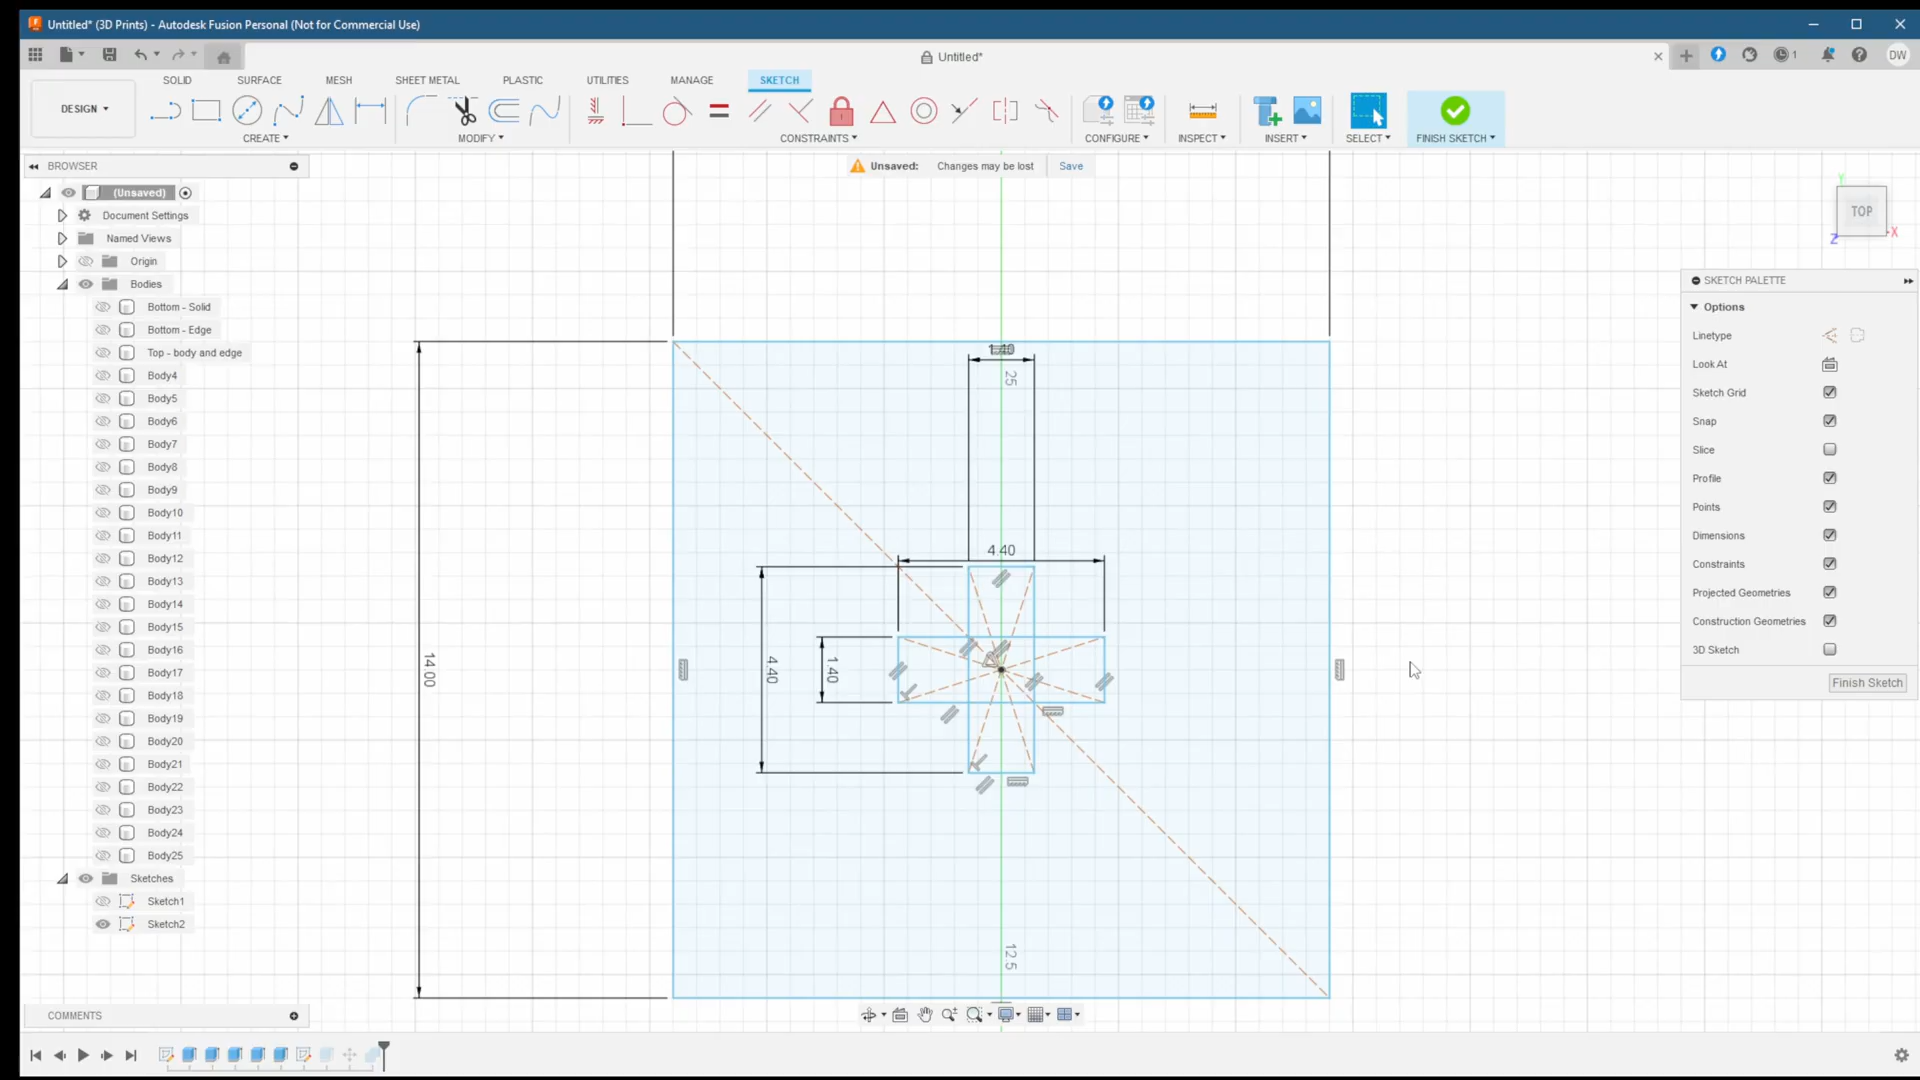 Untitled* (3D Prints) - Autodesk Fusion Personal (Not for Commercial Use)
Untitled*
1
DW
SOLID
SURFACE
MESH
SHEET METAL
PLASTIC
UTILITIES
MANAGE
SKETCH
DESIGN
CREATE
MODIFY
CONSTRAINTS
CONFIGURE
INSPECT
INSERT
SELECT
FINISH SKETCH
BROWSER
Unsaved: Changes may be lost Save
(Unsaved)
Document Settings
Named Views
Origin
Bodies
Bottom - Solid
Bottom - Edge
Top - body and edge
Body4
Body5
Body6
Body7
Body8
Body9
Body10
Body11
Body12
Body13
Body14
Body15
Body16
Body17
Body18
Body19
Body20
Body21
Body22
Body23
Body24
Body25
Sketches
Sketch1
Sketch2
COMMENTS
1.40
25
4.40
14.00
4.40
1.40
12.5
Y
TOP
X
Z
SKETCH PALETTE
Options
Linetype
Look At
Sketch Grid
Snap
Slice
Profile
Points
Dimensions
Constraints
Projected Geometries
Construction Geometries
3D Sketch
Finish Sketch